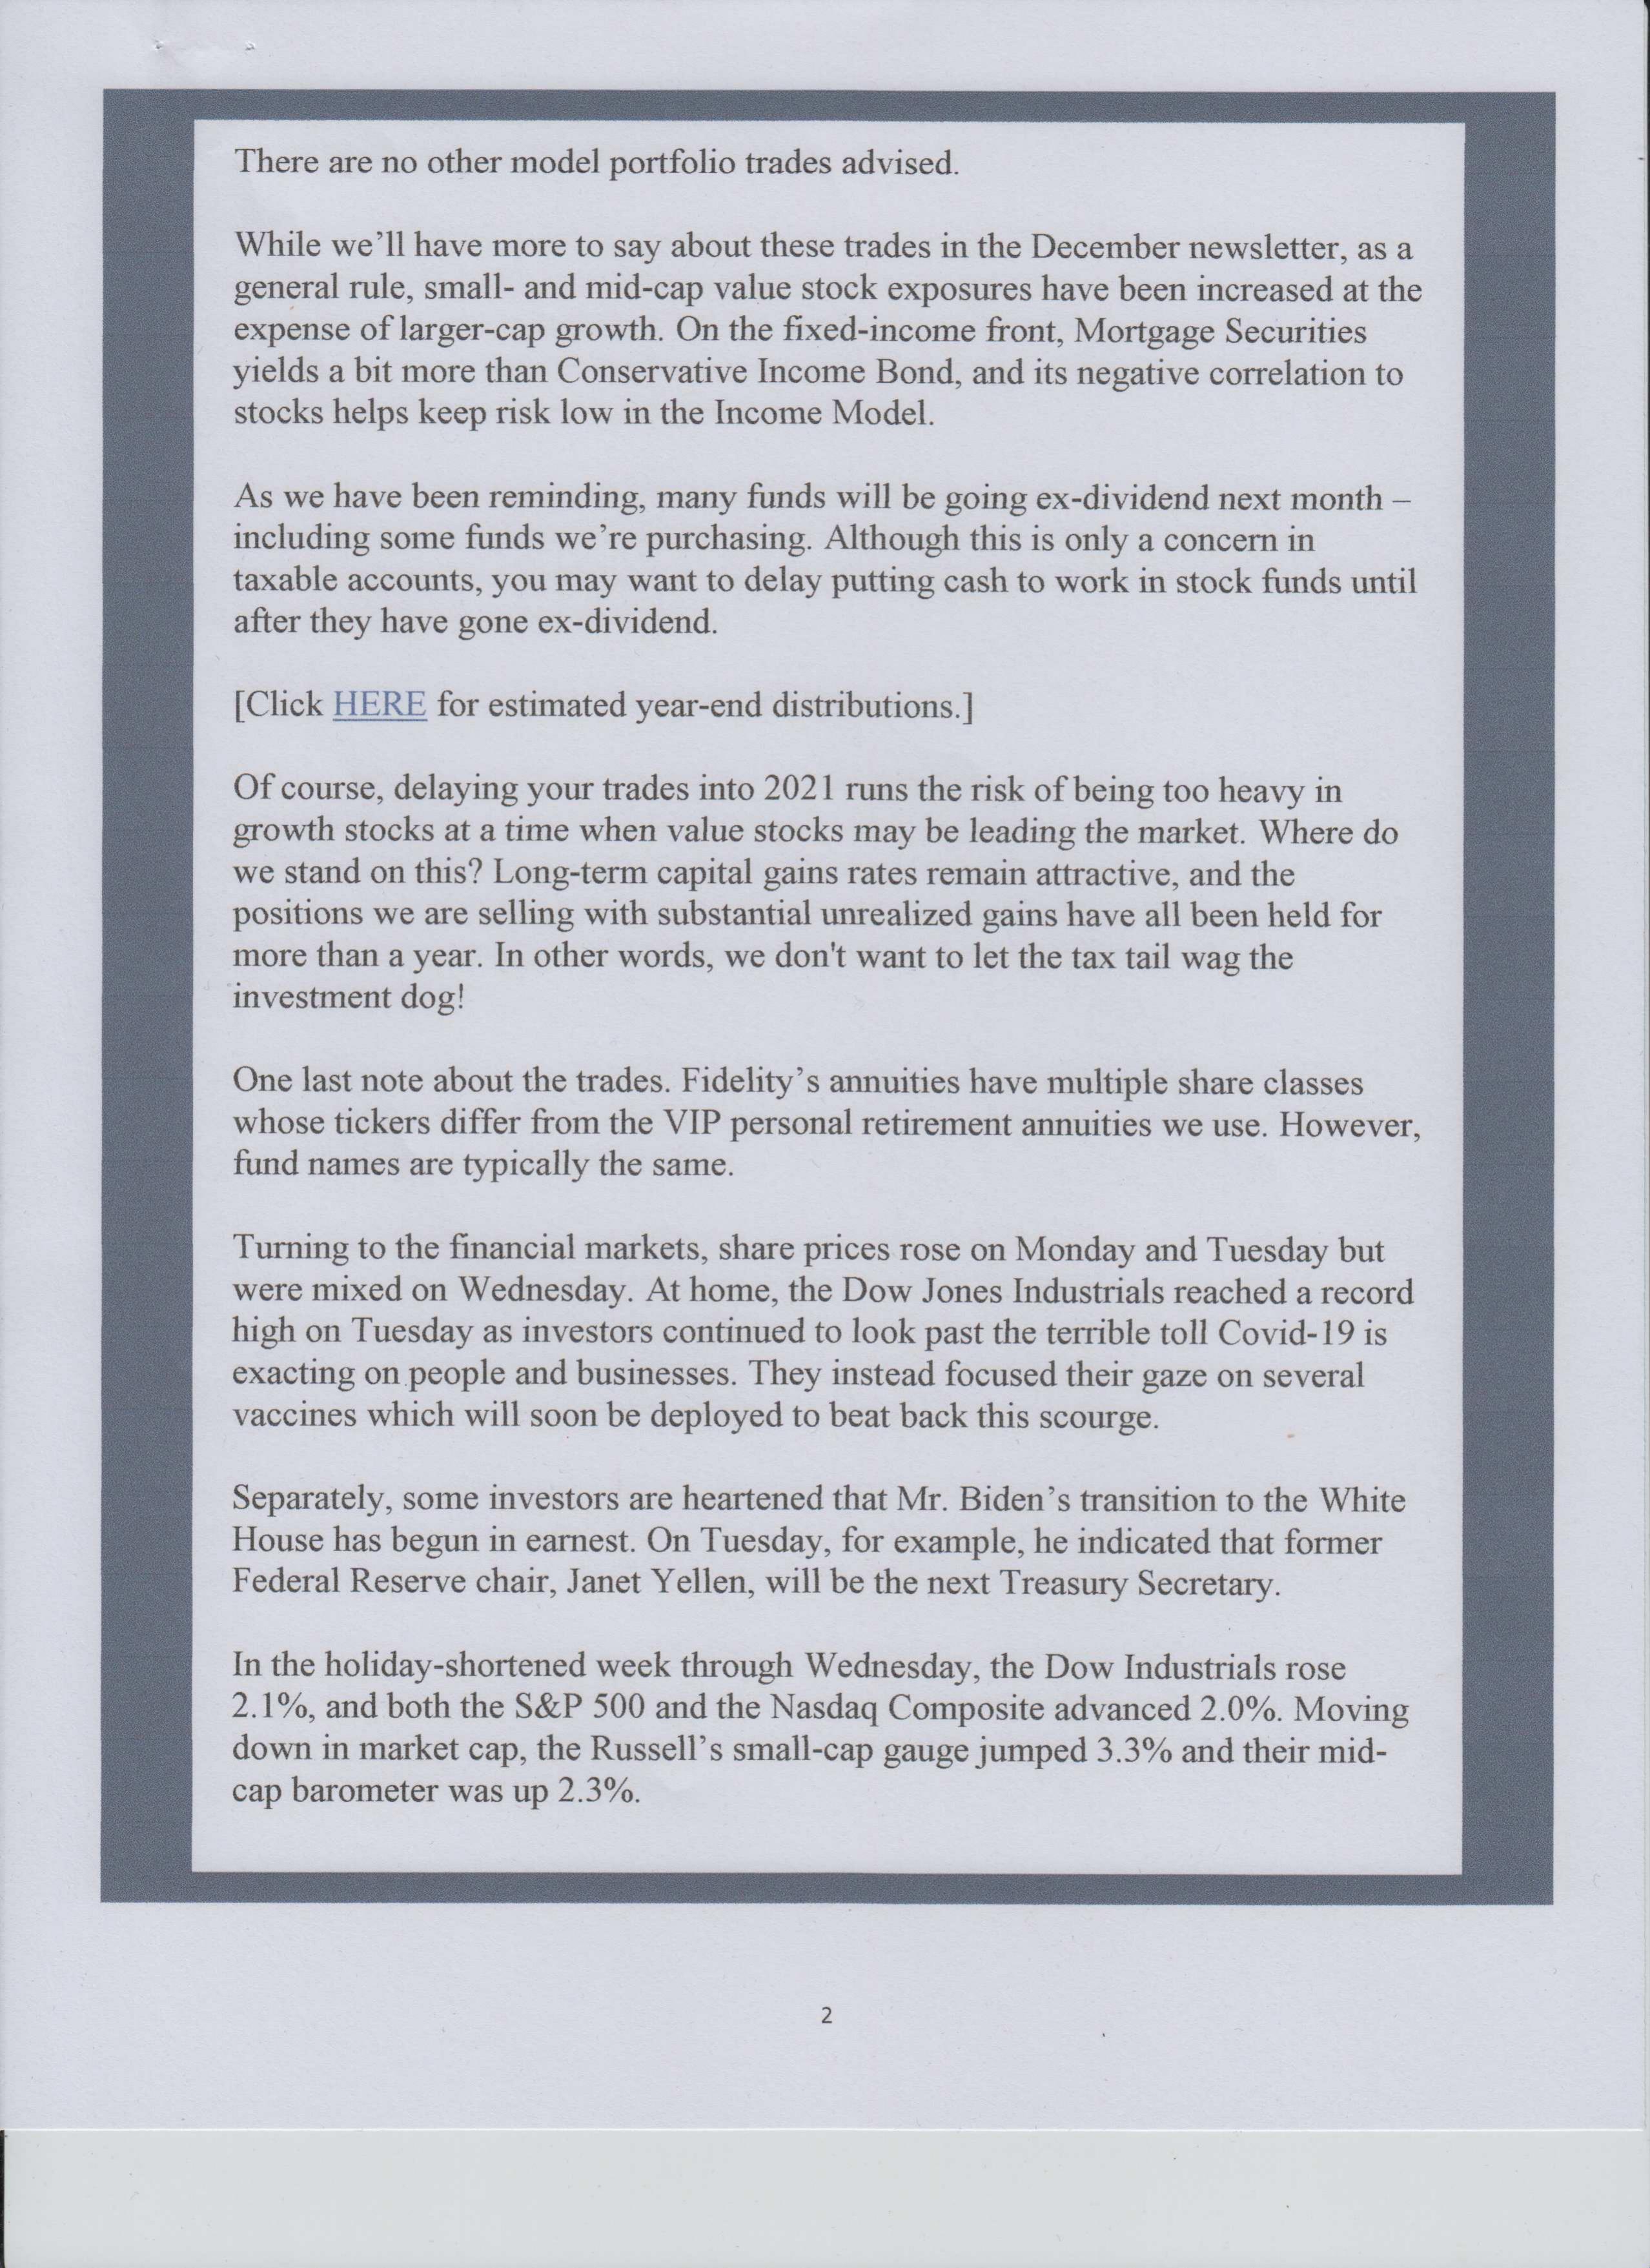 There are no other model portfolio trades advised.
While we’ll have more to say about these trades in the December newsletter, as a
general rule, small- and mid-cap value stock exposures have been increased at the
expense of larger-cap growth. On the fixed-income front, Mortgage Securities
yields a bit more than Conservative Income Bond, and its negative correlation to
stocks helps keep risk low in the Income Model.
As we have been reminding, many funds will be going ex-dividend next month –
including some funds we’re purchasing. Although this is only a concern in
taxable accounts, you may want to delay putting cash to work in stock funds until
after they have gone ex-dividend.
[Click HERE for estimated year-end distributions.]
Of course, delaying your trades into 2021 runs the risk of being too heavy in
growth stocks at a time when value stocks may be leading the market. Where do
we stand on this? Long-term capital gains rates remain attractive, and the
positions we are selling with substantial unrealized gains have all been held for
more than a year. In other words, we don't want to let the tax tail wag the
investment dog!
One last note about the trades. Fidelity’s annuities have multiple share classes
whose tickers differ from the VIP personal retirement annuities we use. However,
fund names are typically the same.
Turning to the financial markets, share prices rose on Monday and Tuesday but
were mixed on Wednesday. At home, the Dow Jones Industrials reached a record
high on Tuesday as investors continued to look past the terrible toll Covid-19 is
exacting on people and businesses. They instead focused their gaze on several
vaccines which will soon be deployed to beat back this scourge.
Separately, some investors are heartened that Mr. Biden’s transition to the White
House has begun in earnest. On Tuesday, for example, he indicated that former
Federal Reserve chair, Janet Yellen, will be the next Treasury Secretary.
In the holiday-shortened week through Wednesday, the Dow Industrials rose
2.1%, and both the S&P 500 and the Nasdaq Composite advanced 2.0%. Moving
down in market cap, the Russell’s small-cap gauge jumped 3.3% and their mid-
cap barometer was up 2.3%.
2